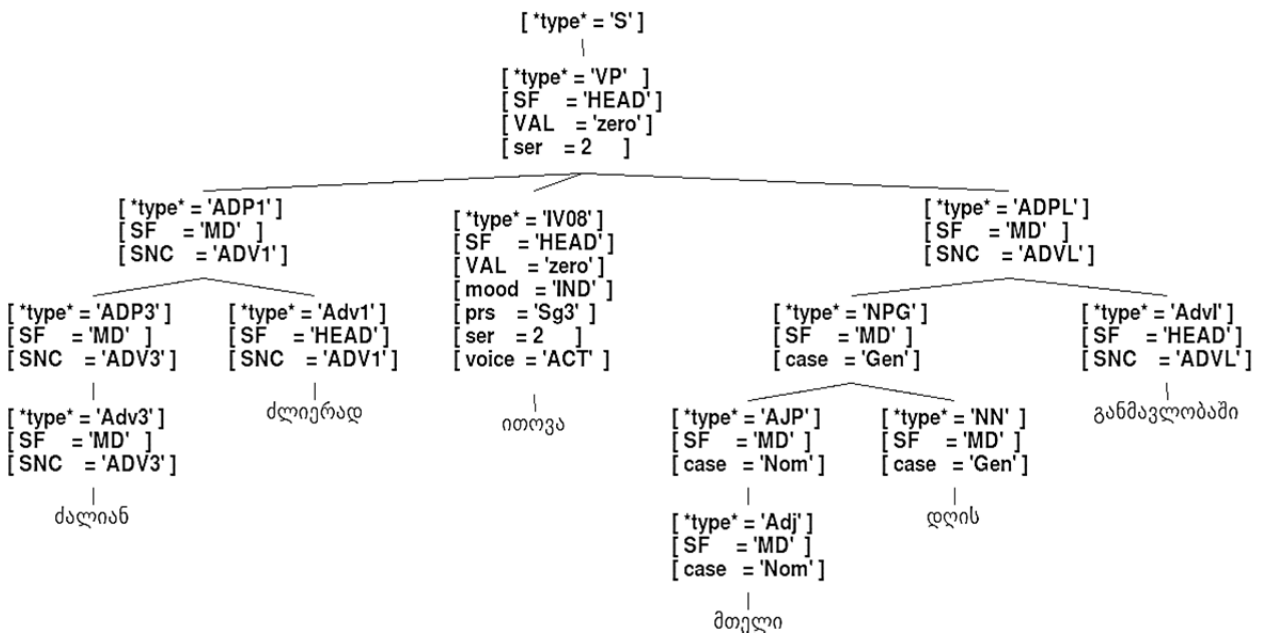 [ *type* = 'S' ]
[ *type* = 'VP' ]
[ SF = 'HEAD' ]
[ VAL = 'zero' ]
[ ser = 2 ]
[ *type* = 'ADP1' ]
[ SF = 'MD' ]
[ SNC = 'ADV1' ]
[ *type* = 'IV08' ]
[ SF = 'HEAD' ]
[ VAL = 'zero' ]
[ mood = 'IND' ]
[ prs = 'Sg3' ]
[ ser = 2 ]
[ voice = 'ACT' ]
[ *type* = 'ADPL' ]
[ SF = 'MD' ]
[ SNC = 'ADVL' ]
[ *type* = 'ADP3' ]
[ SF = 'MD' ]
[ SNC = 'ADV3' ]
[ *type* = 'Adv1' ]
[ SF = 'HEAD' ]
[ SNC = 'ADV1' ]
[ *type* = 'NPG' ]
[ SF = 'MD' ]
[ case = 'Gen' ]
[ *type* = 'Advl' ]
[ SF = 'HEAD' ]
[ SNC = 'ADVL' ]
[ *type* = 'Adv3' ]
[ SF = 'MD' ]
[ SNC = 'ADV3' ]
ძლიერად
ითოვა
[ *type* = 'AJP' ]
[ SF = 'MD' ]
[ case = 'Nom' ]
[ *type* = 'NN' ]
[ SF = 'MD' ]
[ case = 'Gen' ]
განმავლობაში
ძალიან
[ *type* = 'Adj' ]
[ SF = 'MD' ]
[ case = 'Nom' ]
დღის
მთელი